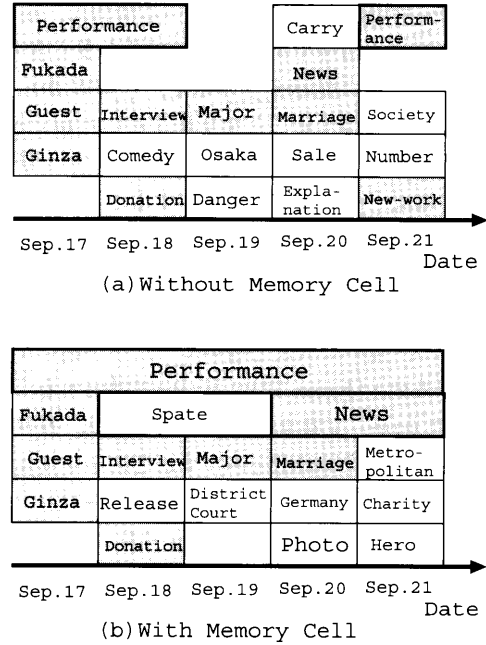 Performance Carry Perform-
ance
Fukada News
Guest Interview Major Marriage Society
Ginza Comedy Osaka Sale Number
Donation Danger Expla-
nation New-work
Sep.17 Sep.18 Sep.19 Sep.20 Sep.21
Date
(a)Without Memory Cell
Performance
Fukada Spate News
Guest Interview Major Marriage Metro-
politan
Ginza Release District
Court Germany Charity
Donation Photo Hero
Sep.17 Sep.18 Sep.19 Sep.20 Sep.21
Date
(b)With Memory Cell